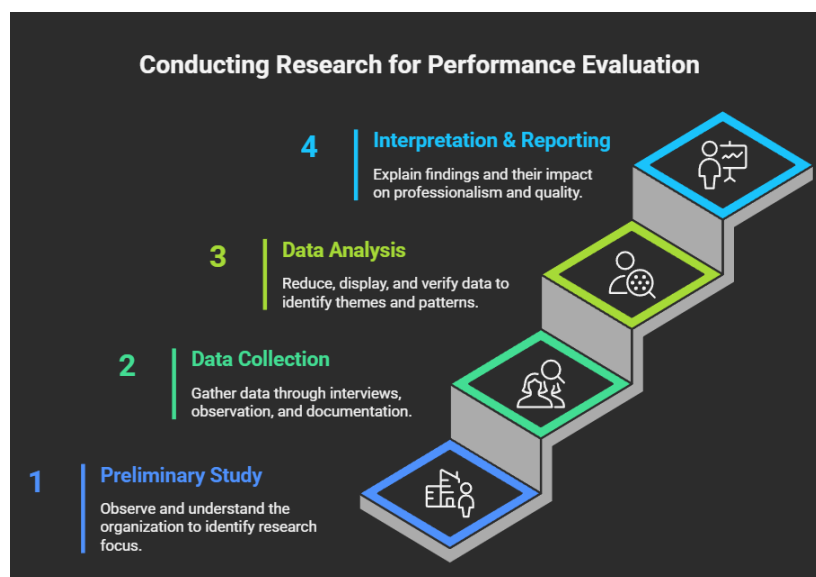 Conducting Research for Performance Evaluation
4
Interpretation & Reporting
Explain findings and their impact
on professionalism and quality.
3
Data Analysis
Reduce, display, and verify data to
identify themes and patterns.
2
Data Collection
Gather data through interviews,
observation, and documentation.
1
Preliminary Study
Observe and understand the
organization to identify research
focus.